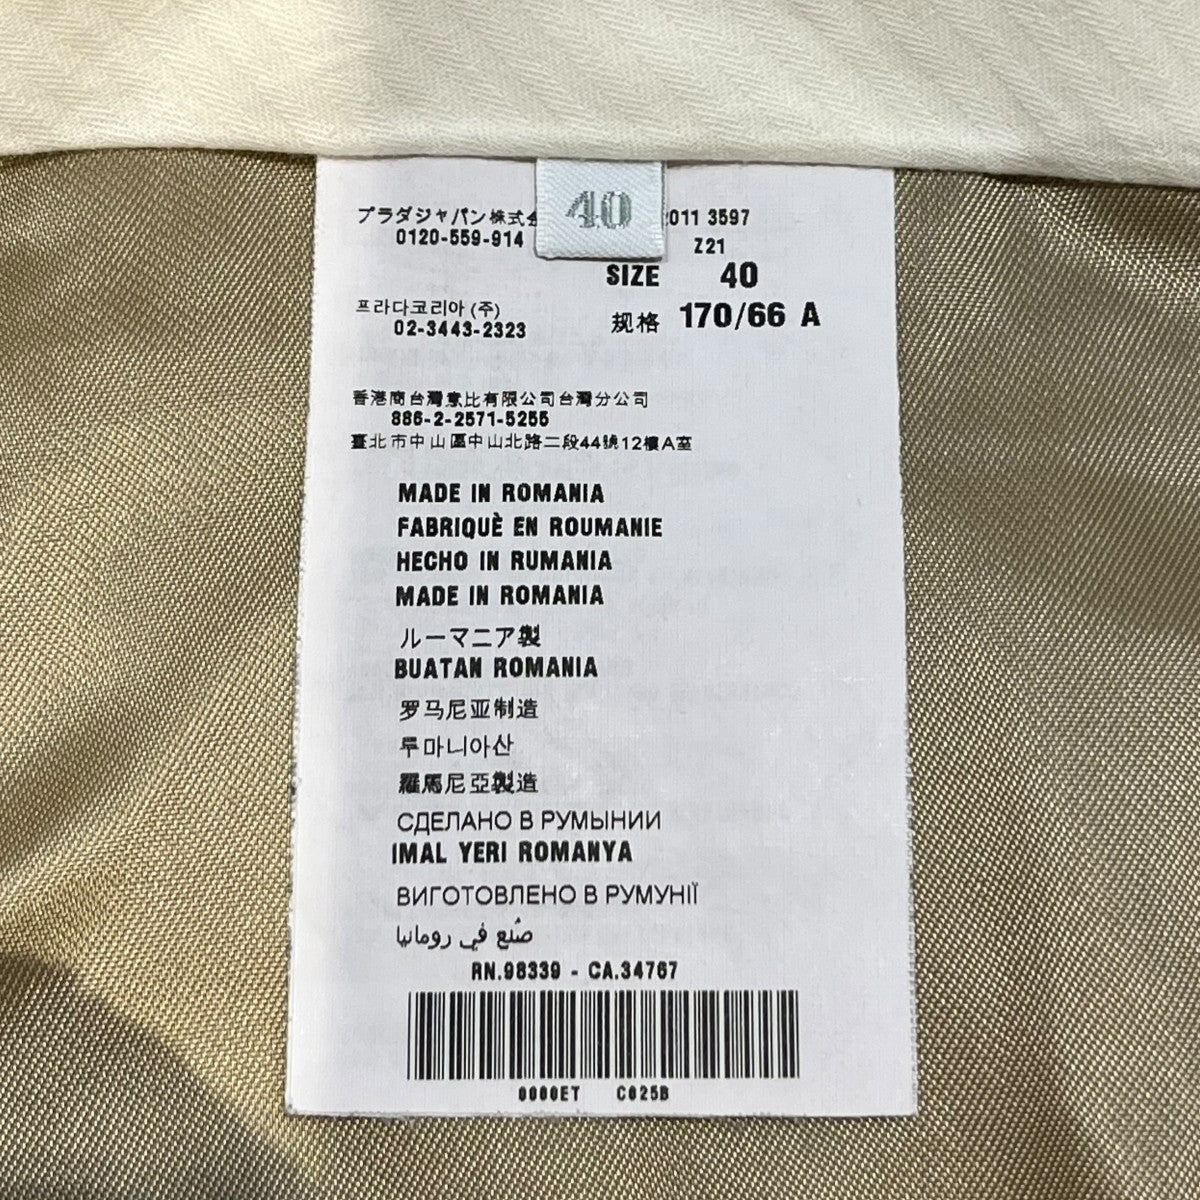 40
プラダジャパン株式会 2011 3597
0120-559-914
Z21
SIZE 40
프라다코리아 (주)
02-3443-2323
规格 170/66 A
香港商台灣意比有限公司台灣分公司
886-2-2571-5255
臺北市中山區中山北路二段44號12樓A室
MADE IN ROMANIA
FABRIQUÈ EN ROUMANIE
HECHO IN RUMANIA
MADE IN ROMANIA
ルーマニア製
BUATAN ROMANIA
罗马尼亚制造
루마니아산
羅馬尼亞製造
СДЕЛАНО В РУМЫНИИ
IMAL YERI ROMANYA
ВИГОТОВЛЕНО В РУМУНІЇ
صُنع في رومانيا
RN.98339 - CA.34767
0000ET C025B